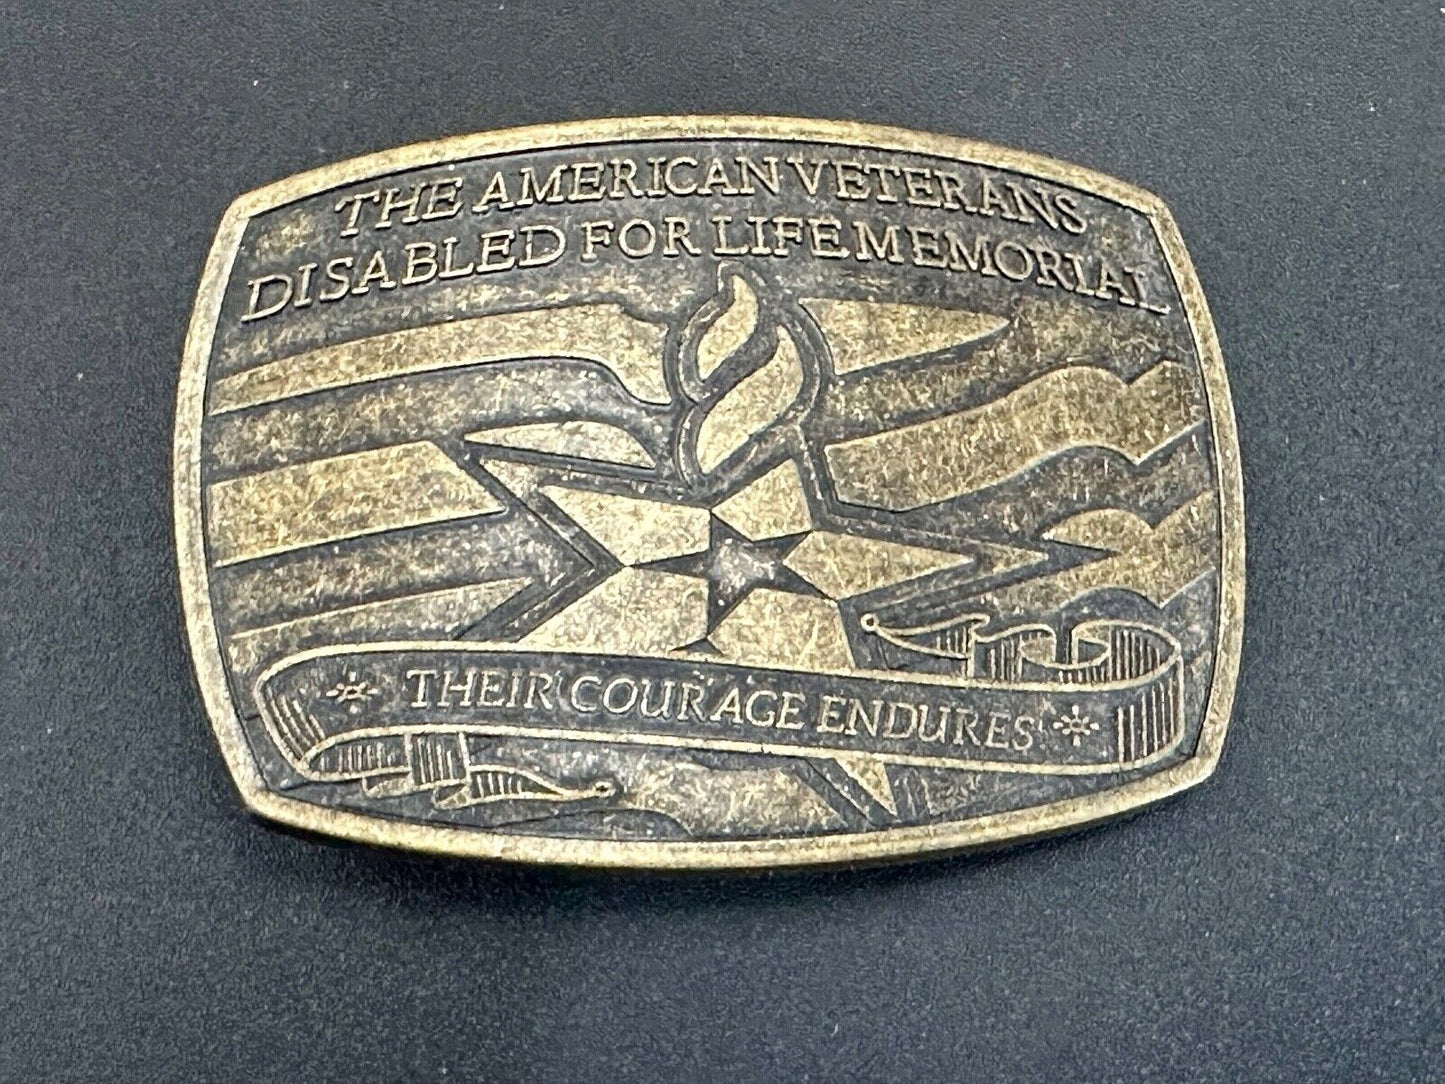 THE AMERICAN VETERANS
DISABLED FOR LIFE MEMORIAL
THEIR COURAGE ENDURES